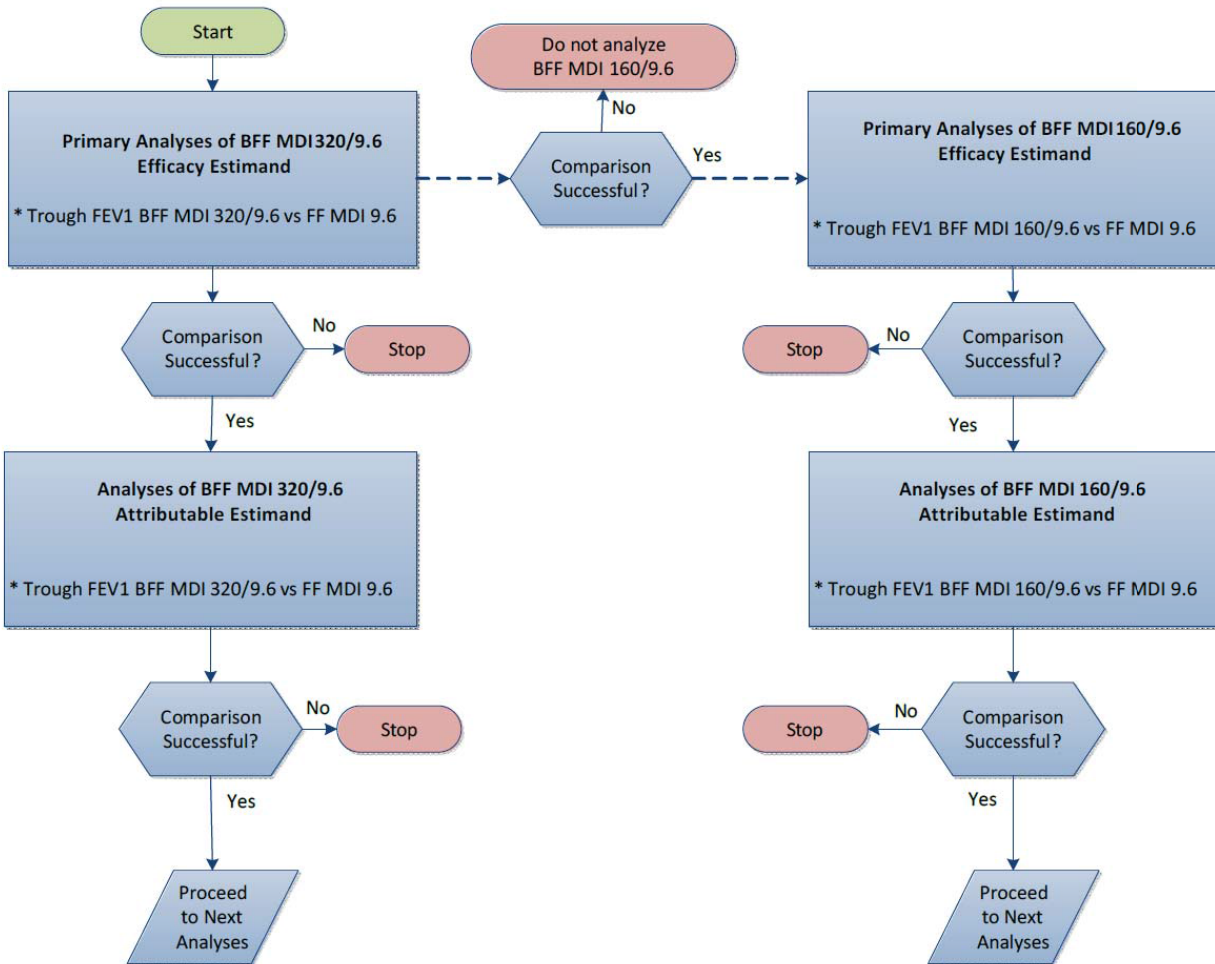 Start
Primary Analyses of BFF MDI 320/9.6
Efficacy Estimand
* Trough FEV1 BFF MDI 320/9.6 vs FF MDI 9.6
Do not analyze
BFF MDI 160/9.6
No
Comparison
Successful?
Yes
Primary Analyses of BFF MDI 160/9.6
Efficacy Estimand
* Trough FEV1 BFF MDI 160/9.6 vs FF MDI 9.6
Comparison
Successful?
No
Stop
Yes
Analyses of BFF MDI 320/9.6
Attributable Estimand
* Trough FEV1 BFF MDI 320/9.6 vs FF MDI 9.6
Comparison
Successful?
No
Stop
Yes
Proceed
to Next
Analyses
Comparison
Successful?
No
Stop
Yes
Analyses of BFF MDI 160/9.6
Attributable Estimand
* Trough FEV1 BFF MDI 160/9.6 vs FF MDI 9.6
Comparison
Successful?
No
Stop
Yes
Proceed
to Next
Analyses